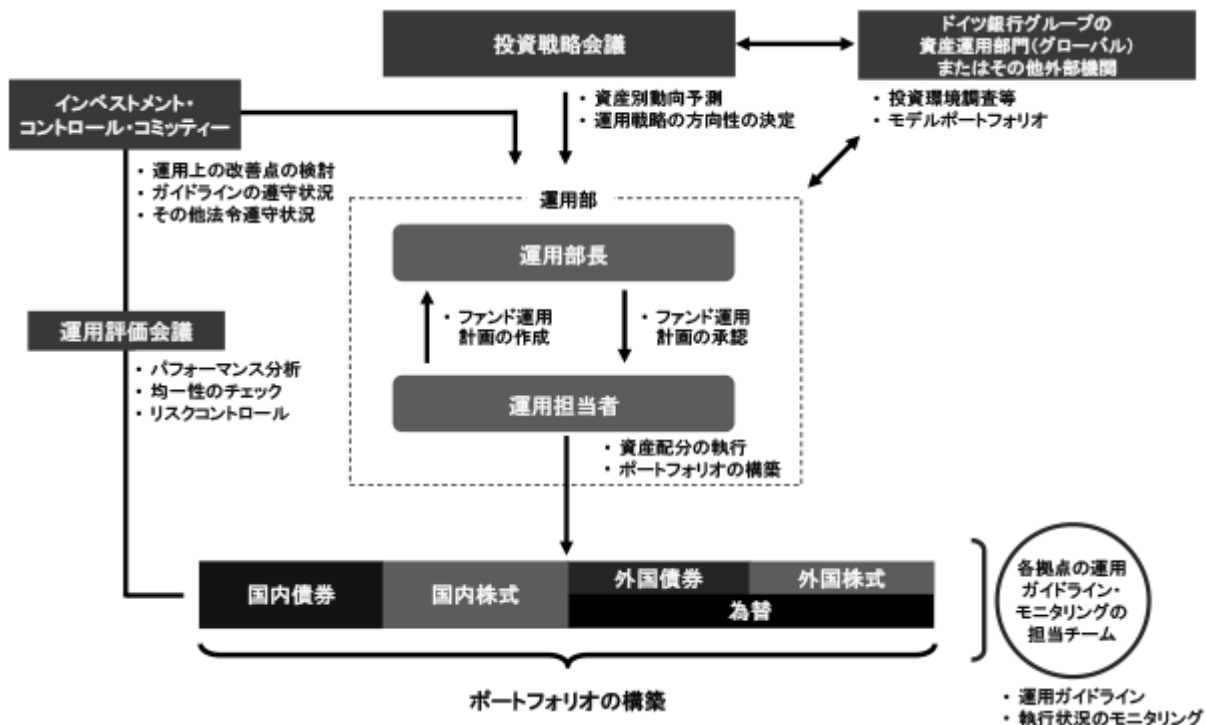 投資戦略会議
ドイツ銀行グループの
資産運用部門(グローバル)
またはその他外部機関
・ 資産別動向予測
・ 運用戦略の方向性の決定
・ 投資環境調査等
・ モデルポートフォリオ
インベストメント・
コントロール・コミッティー
・ 運用上の改善点の検討
・ ガイドラインの遵守状況
・ その他法令遵守状況
運用部
運用部長
・ ファンド運用
計画の作成
・ ファンド運用
計画の承認
運用担当者
・ 資産配分の執行
・ ポートフォリオの構築
運用評価会議
・ パフォーマンス分析
・ 均一性のチェック
・ リスクコントロール
国内債券
国内株式
外国債券
外国株式
為替
ポートフォリオの構築
各拠点の運用
ガイドライン・
モニタリングの
担当チーム
・ 運用ガイドライン
・ 執行状況のモニタリング